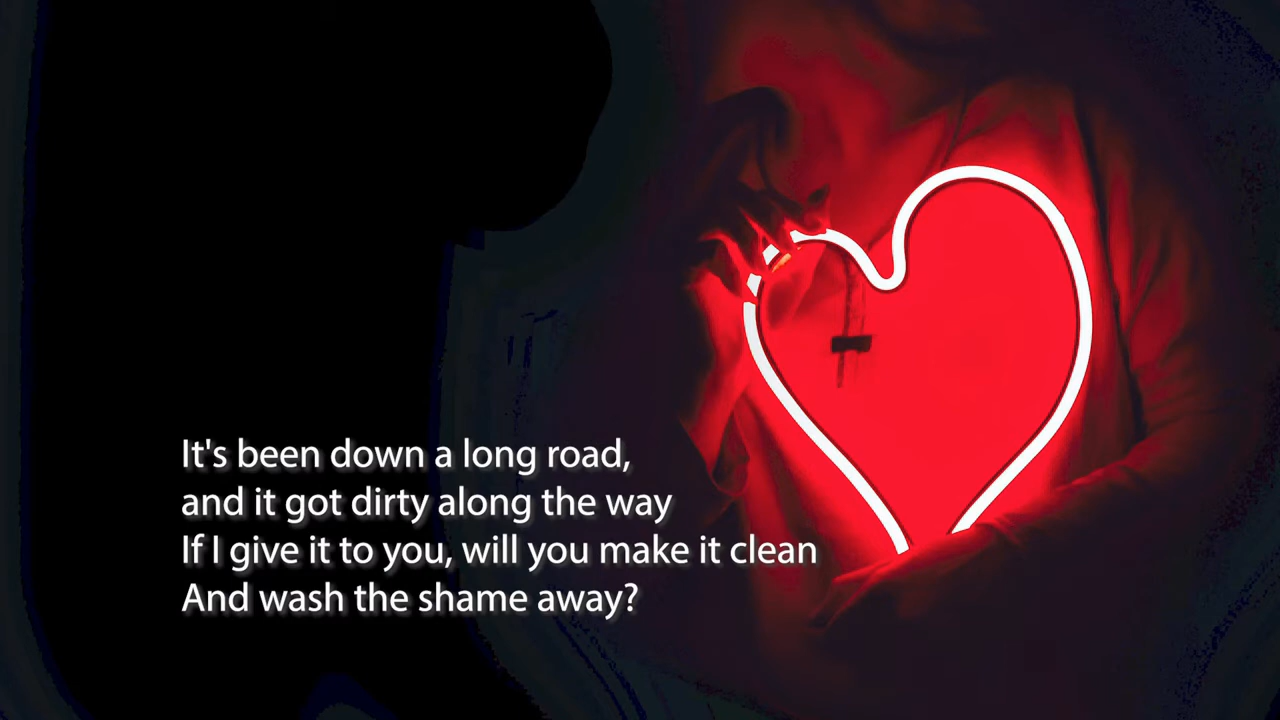 It's been down a long road,
and it got dirty along the way
If I give it to you, will you make it clean
And wash the shame away?